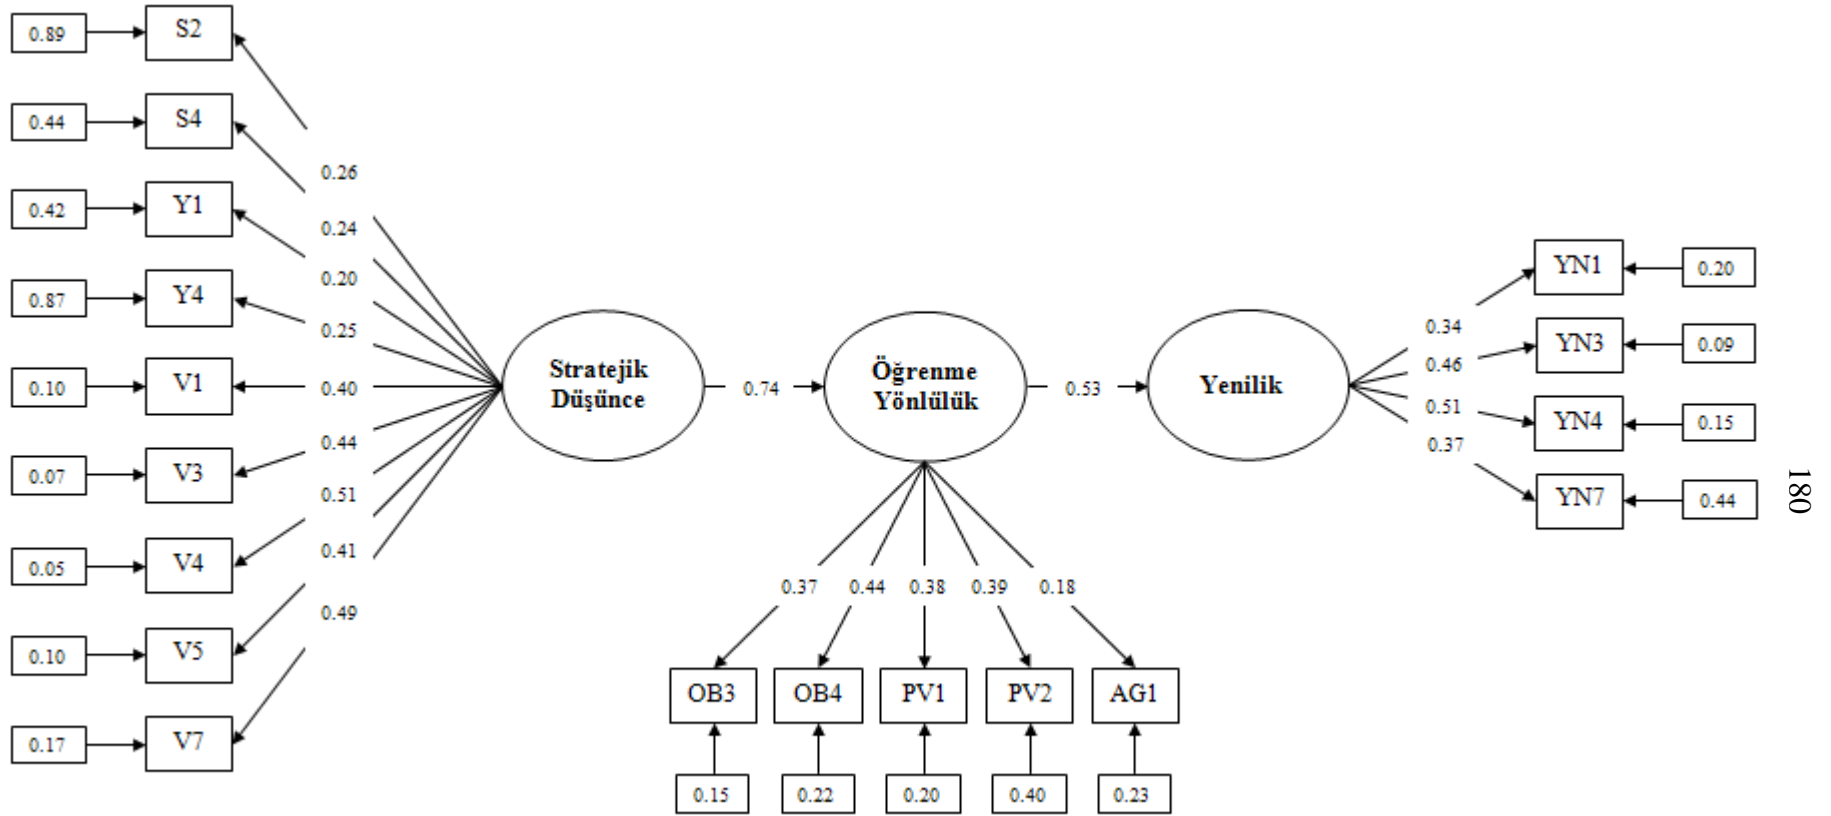 0.89
S2
0.44
S4
0.42
Y1
0.87
Y4
0.10
V1
0.07
V3
0.05
V4
0.10
V5
0.17
V7
0.26
0.24
0.20
0.25
0.40
0.44
0.51
0.41
0.49
Stratejik
Düşünce
0.74
Öğrenme
Yönlülük
0.53
Yenilik
0.37
0.44
0.38
0.39
0.18
OB3
OB4
PV1
PV2
AG1
0.15
0.22
0.20
0.40
0.23
0.34
0.46
0.51
0.37
YN1
0.20
YN3
0.09
YN4
0.15
YN7
0.44
180